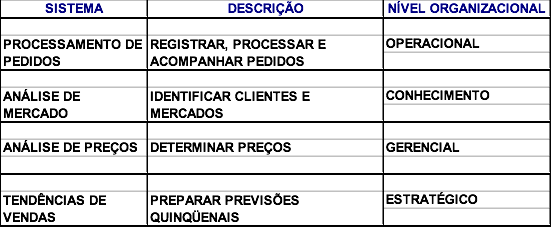 SISTEMA DESCRIÇÃO NÍVEL ORGANIZACIONAL
PROCESSAMENTO DE REGISTRAR, PROCESSAR E OPERACIONAL
PEDIDOS ACOMPANHAR PEDIDOS
ANÁLISE DE IDENTIFICAR CLIENTES E CONHECIMENTO
MERCADO MERCADOS
ANÁLISE DE PREÇOS DETERMINAR PREÇOS GERENCIAL
TENDÊNCIAS DE PREPARAR PREVISÕES ESTRATÉGICO
VENDAS QUINQÜENAIS